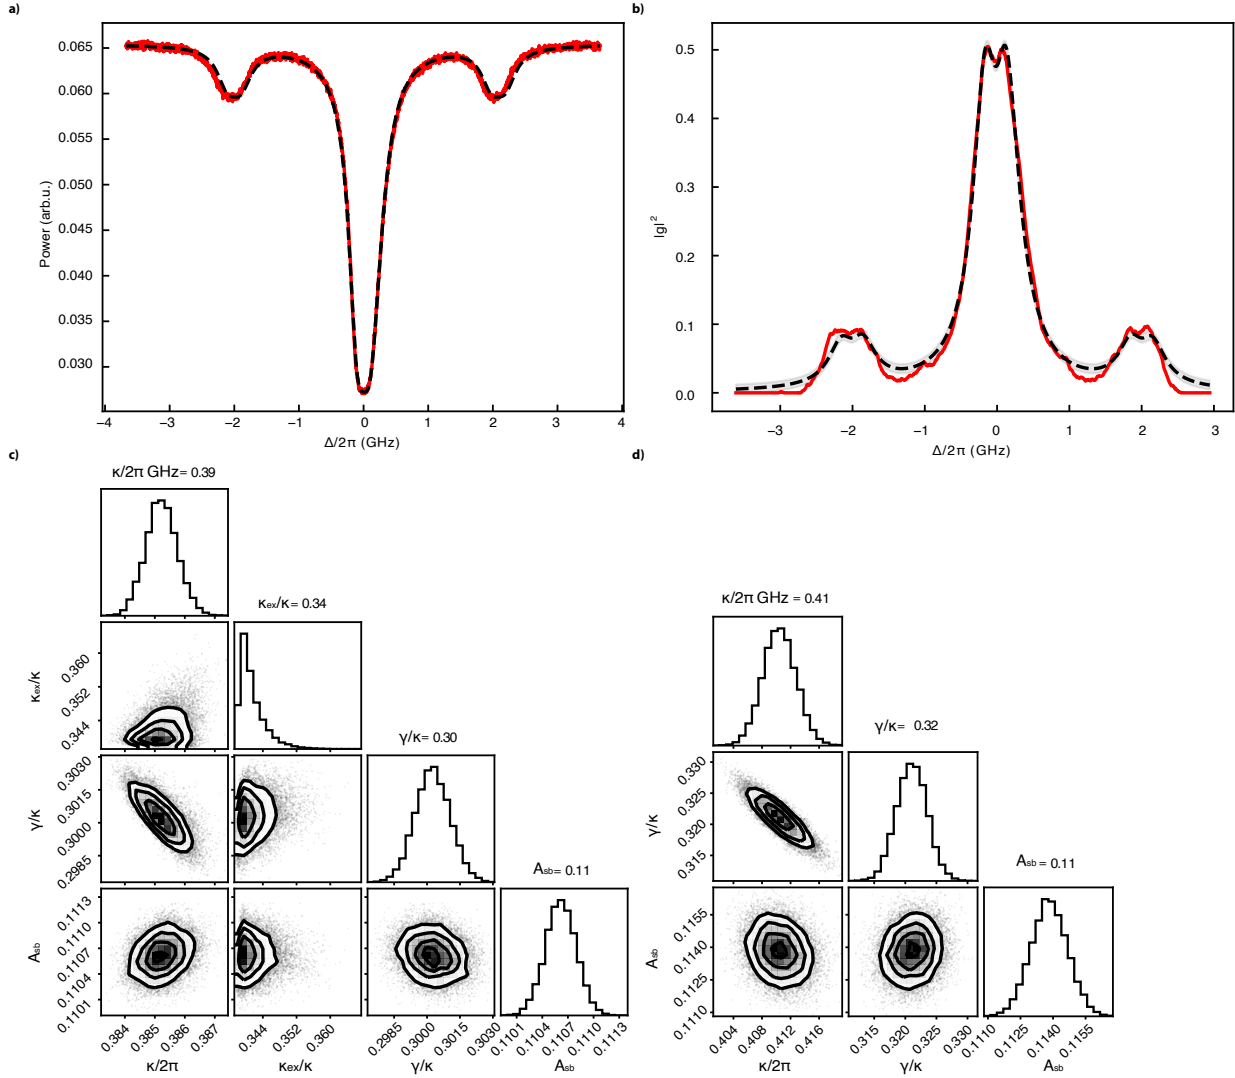 a)
0.065
0.060
0.055
0.050
0.045
0.040
0.035
0.030
Power (arb.u.)
−4 −3 −2 −1 0 1 2 3 4
Δ/2π (GHz)
b)
0.5
0.4
0.3
0.2
0.1
0.0
|g|²
−3 −2 −1 0 1 2 3
Δ/2π (GHz)
c)
κ/2π GHz = 0.39
κex/κ = 0.34
0.360
0.352
0.344
κex/κ
γ/κ = 0.30
0.3030
0.3015
0.3000
0.2985
γ/κ
Asb = 0.11
0.1113
0.1110
0.1107
0.1104
0.1101
Asb
0.384 0.385 0.386 0.387
κ/2π
0.344 0.352 0.360
κex/κ
0.2985 0.3000 0.3015 0.3030
γ/κ
0.1101 0.1104 0.1107 0.1110 0.1113
Asb
d)
κ/2π GHz = 0.41
γ/κ = 0.32
0.330
0.325
0.320
0.315
γ/κ
Asb = 0.11
0.1155
0.1140
0.1125
0.1110
Asb
0.404 0.408 0.412 0.416
κ/2π
0.315 0.320 0.325 0.330
γ/κ
0.1110 0.1125 0.1140 0.1155
Asb